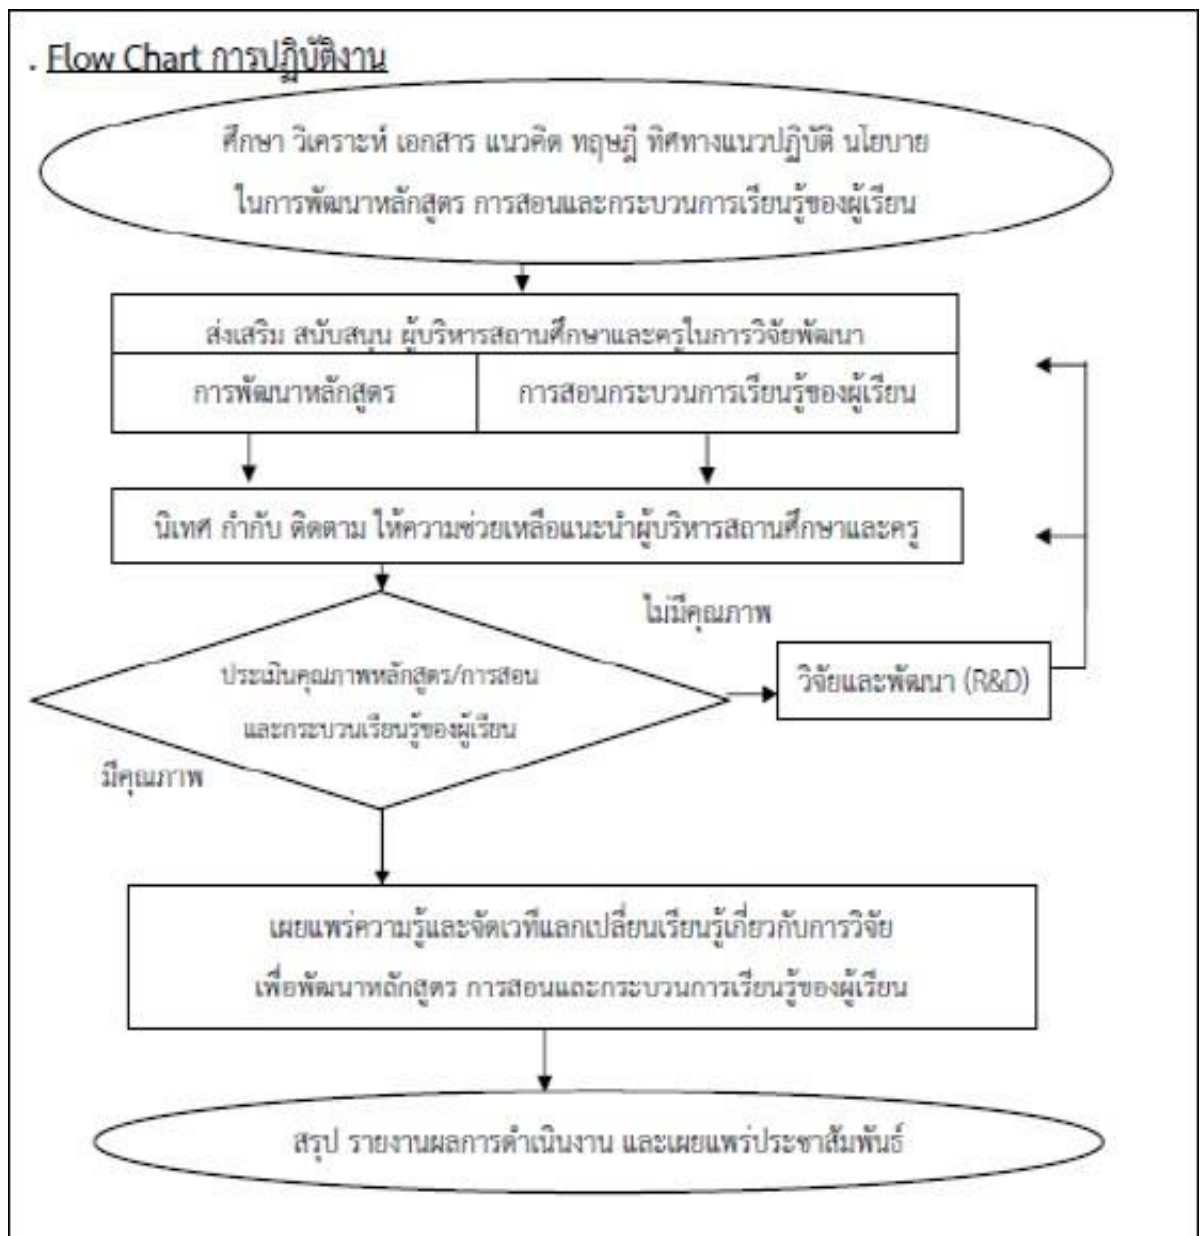 . Flow Chart การปฏิบัติงาน
ศึกษา วิเคราะห์ เอกสาร แนวคิด ทฤษฎี ทิศทางแนวปฏิบัติ นโยบาย
ในการพัฒนาหลักสูตร การสอนและกระบวนการเรียนรู้ของผู้เรียน
ส่งเสริม สนับสนุน ผู้บริหารสถานศึกษาและครูในการวิจัยพัฒนา
การพัฒนาหลักสูตร
การสอนกระบวนการเรียนรู้ของผู้เรียน
นิเทศ กำกับ ติดตาม ให้ความช่วยเหลือแนะนำผู้บริหารสถานศึกษาและครู
ไม่มีคุณภาพ
ประเมินคุณภาพหลักสูตร/การสอน
และกระบวนเรียนรู้ของผู้เรียน
วิจัยและพัฒนา (R&D)
มีคุณภาพ
เผยแพร่ความรู้และจัดเวทีแลกเปลี่ยนเรียนรู้เกี่ยวกับการวิจัย
เพื่อพัฒนาหลักสูตร การสอนและกระบวนการเรียนรู้ของผู้เรียน
สรุป รายงานผลการดำเนินงาน และเผยแพร่ประชาสัมพันธ์